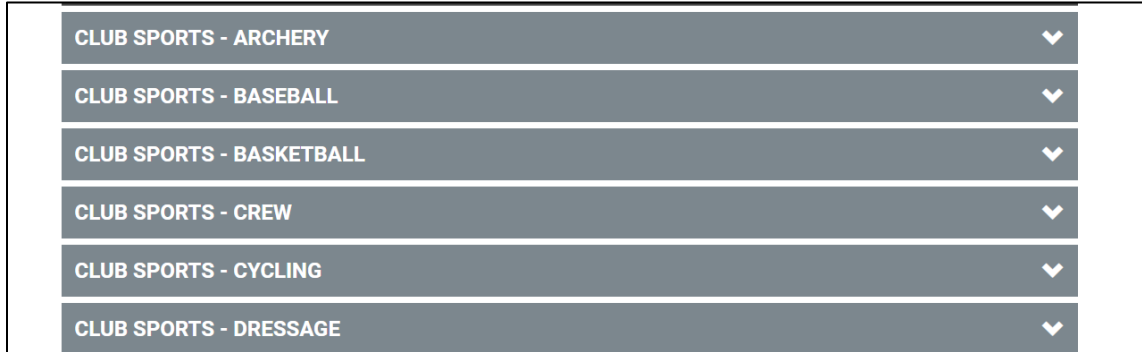 CLUB SPORTS - ARCHERY
CLUB SPORTS - BASEBALL
CLUB SPORTS - BASKETBALL
CLUB SPORTS - CREW
CLUB SPORTS - CYCLING
CLUB SPORTS - DRESSAGE